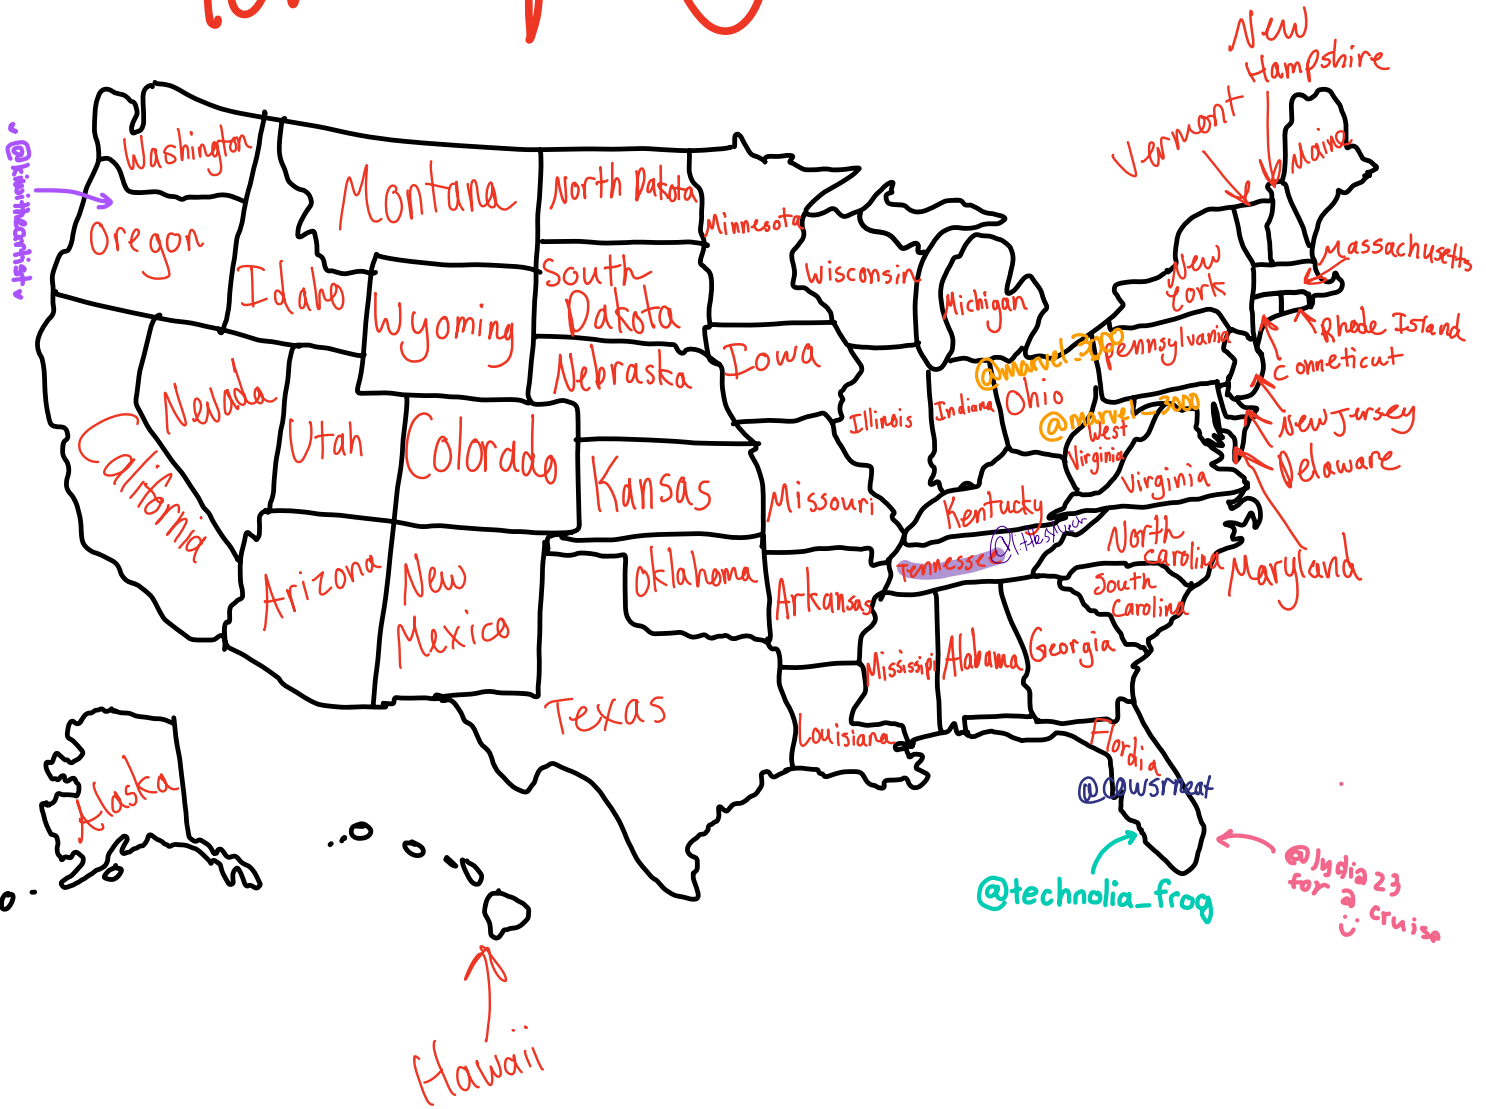 New
Hampshire
Vermont
Maine
Washington
Montana
North Dakota
Minnesota
@kiwitheartist
Oregon
Idaho
Wyoming
South
Dakota
Wisconsin
Michigan
New
York
Massachusetts
Rhode Island
Conneticut
Pennsylvania
@marvel_3000
Nebraska
Iowa
Nevada
Utah
Colorado
Illinois
Indiana
Ohio
@marvel_3000
West
Virginia
New Jersey
Delaware
Maryland
California
Kansas
Missouri
Kentucky
Virginia
Tennessee
North
Carolina
South
Carolina
Arizona
New
Mexico
Oklahoma
Arkansas
Mississipi
Alabama
Georgia
Texas
Louisiana
Flordia
Alaska
@technolia_frog
@lydia23
for a
cruise
Hawaii